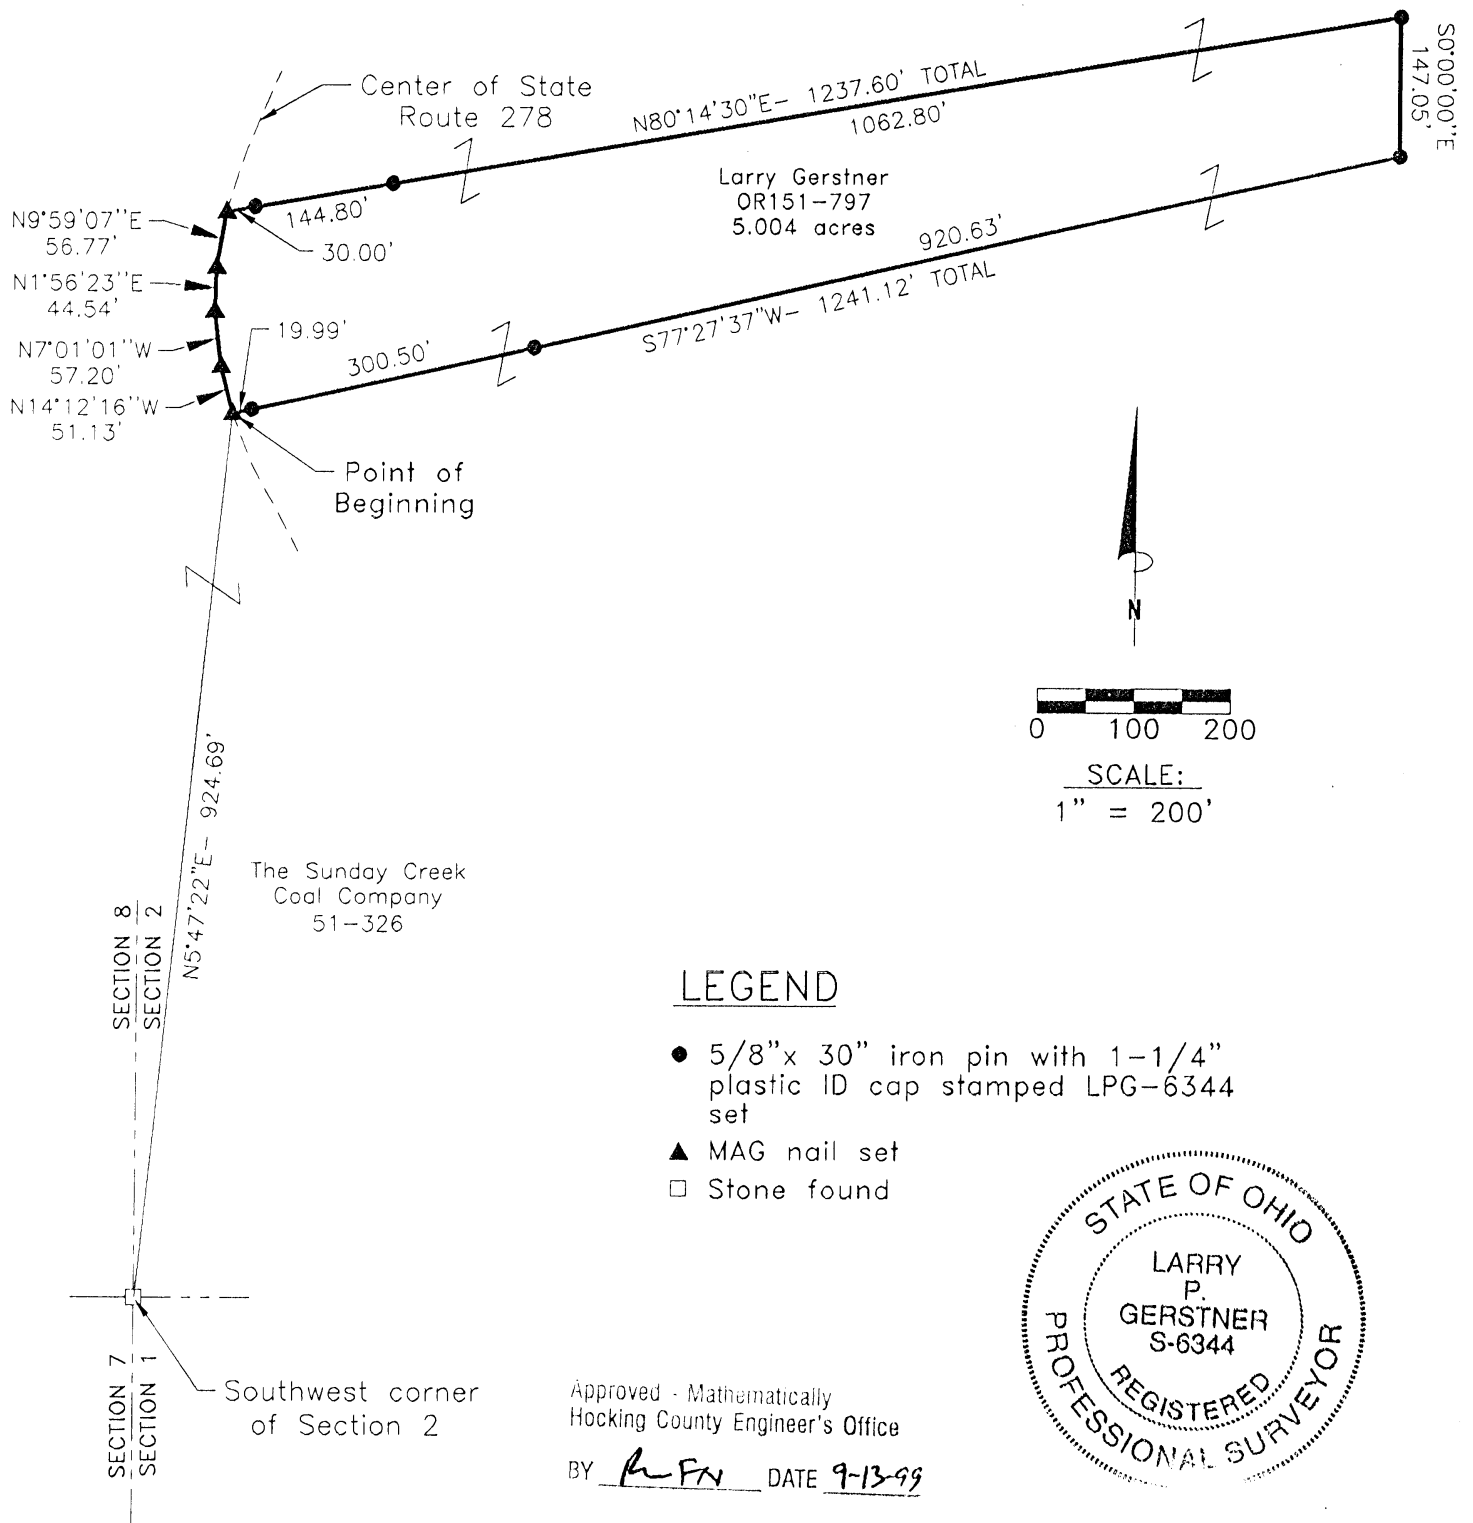 Center of State
Route 278
N80°14'30"E- 1237.60' TOTAL
1062.80'
S0°00'00"E
147.05'
Larry Gerstner
OR151-797
5.004 acres
N9°59'07"E
56.77'
144.80'
30.00'
N1°56'23"E
44.54'
920.63'
S77°27'37"W- 1241.12' TOTAL
19.99'
N7°01'01"W
57.20'
300.50'
N14°12'16"W
51.13'
Point of
Beginning
N
0 100 200
SCALE:
1" = 200'
N5°47'22"E- 924.69'
The Sunday Creek
Coal Company
51-326
SECTION 8
SECTION 2
LEGEND
5/8"x 30" iron pin with 1-1/4"
plastic ID cap stamped LPG-6344
set
MAG nail set
Stone found
STATE OF OHIO
LARRY
P.
GERSTNER
S-6344
REGISTERED
PROFESSIONAL SURVEYOR
SECTION 7
SECTION 1
Southwest corner
of Section 2
Approved - Mathematically
Hocking County Engineer's Office
BY DATE 9-13-99